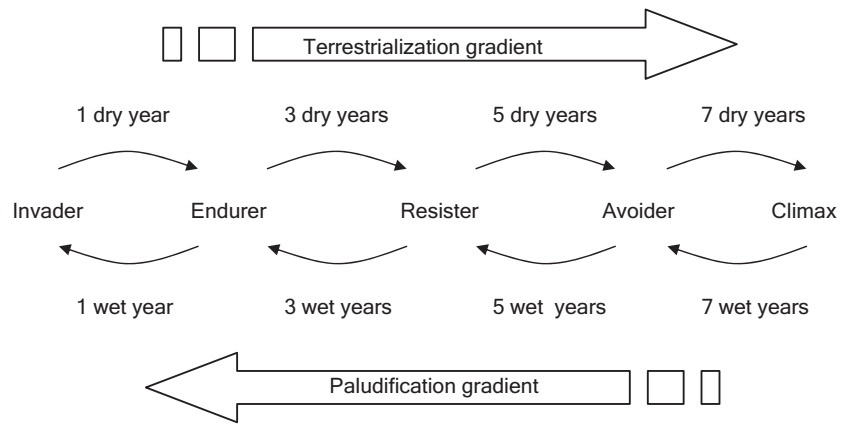 Terrestrialization gradient
1 dry year 3 dry years 5 dry years 7 dry years
Invader Endurer Resister Avoider Climax
1 wet year 3 wet years 5 wet years 7 wet years
Paludification gradient